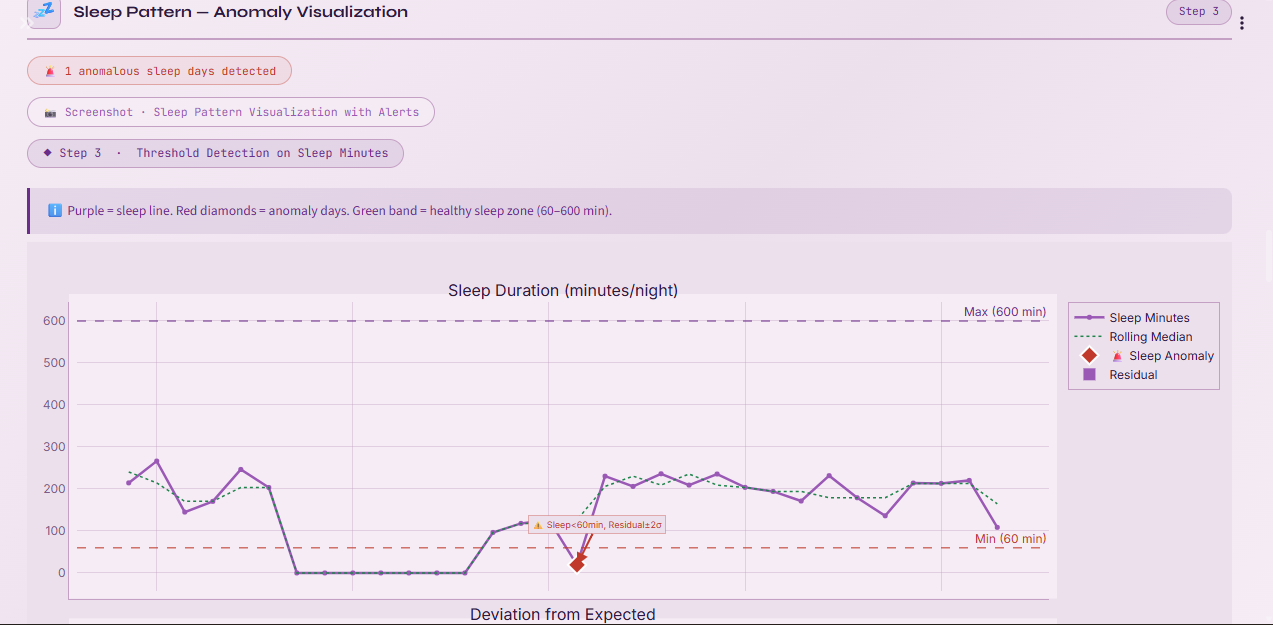 Sleep Pattern — Anomaly Visualization
Step 3
1 anomalous sleep days detected
Screenshot · Sleep Pattern Visualization with Alerts
Step 3 · Threshold Detection on Sleep Minutes
Purple = sleep line. Red diamonds = anomaly days. Green band = healthy sleep zone (60–600 min).
Sleep Duration (minutes/night)
Max (600 min)
600
500
400
300
200
100
0
Sleep Minutes
Rolling Median
Sleep Anomaly
Residual
Sleep<60min, Residual±2σ
Min (60 min)
Deviation from Expected